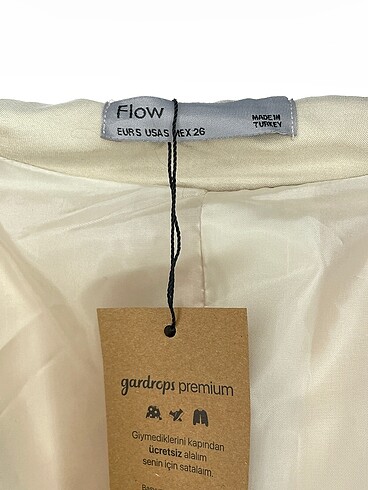 Flow
MADE IN
TURKEY
EUR S USA S MEX 26
gardrops premium
Giymediklerini kapından
ücretsiz alalım
senin için satalım.